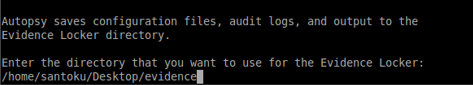 Autopsy saves configuration files, audit logs, and output to the
Evidence Locker directory.
Enter the directory that you want to use for the Evidence Locker:
/home/santoku/Desktop/evidence